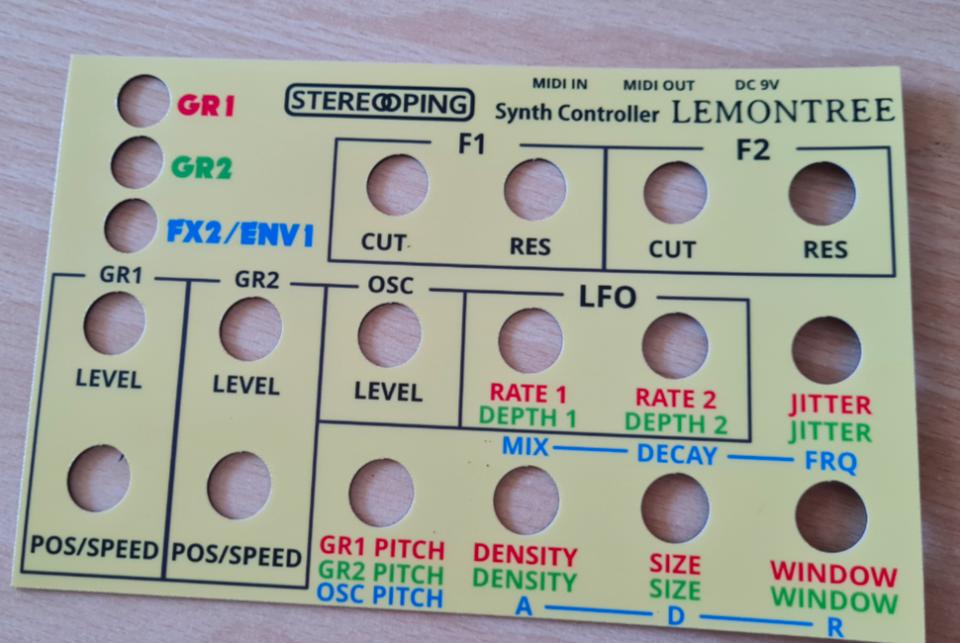 MIDI IN MIDI OUT DC 9V
GR1 STEREOPING Synth Controller LEMONTREE
F1 F2
GR2
FX2/ENV1
CUT RES CUT RES
GR1 GR2 OSC LFO
LEVEL LEVEL LEVEL RATE 1 RATE 2 JITTER
DEPTH 1 DEPTH 2 JITTER
MIX DECAY FRQ
POS/SPEED POS/SPEED GR1 PITCH DENSITY SIZE WINDOW
GR2 PITCH DENSITY SIZE WINDOW
OSC PITCH A D R